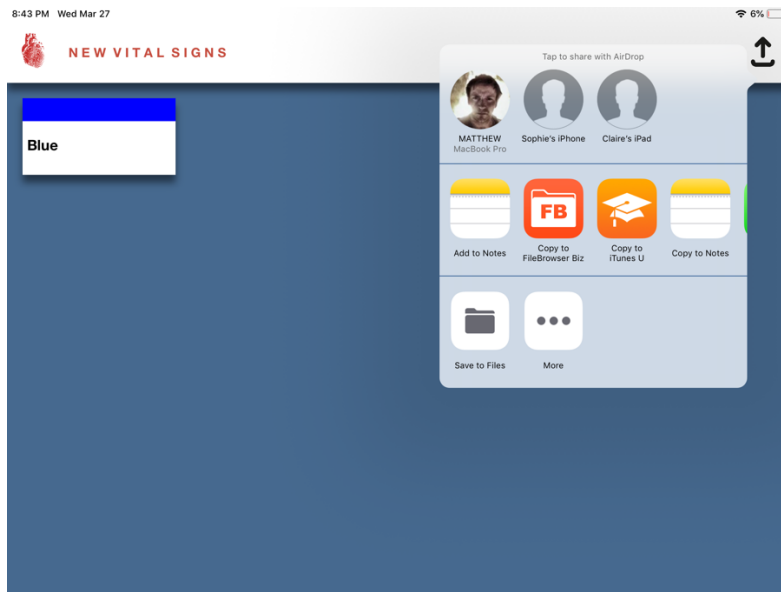 8:43 PM Wed Mar 27
6%
NEW VITAL SIGNS
Tap to share with AirDrop
MATTHEW
MacBook Pro
Sophie's iPhone
Claire's iPad
FB
Add to Notes
Copy to
FileBrowser Biz
Copy to
iTunes U
Copy to Notes
Save to Files
More
Blue